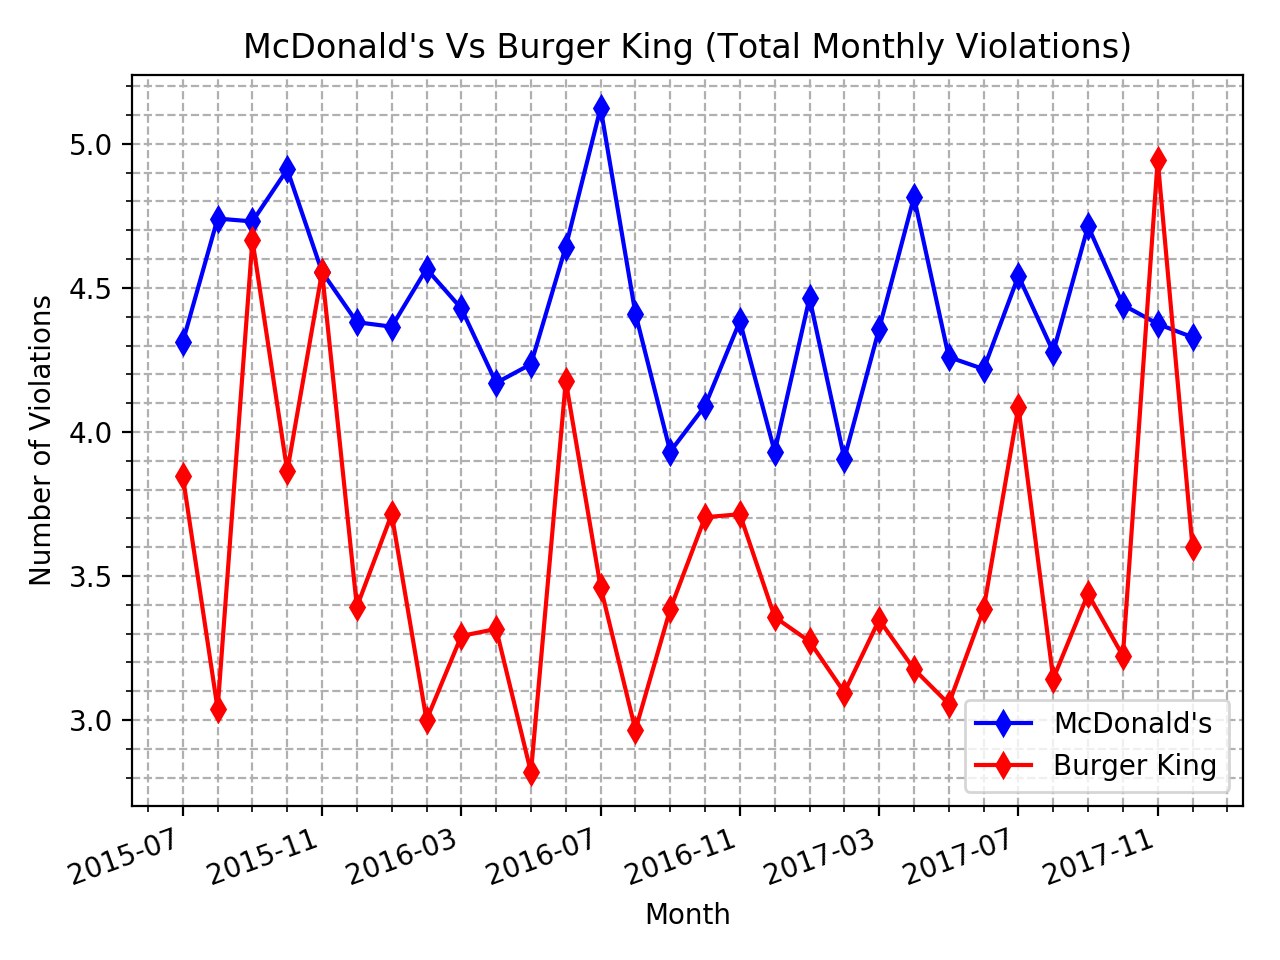 McDonald's Vs Burger King (Total Monthly Violations)
Number of Violations
5.0
4.5
4.0
3.5
3.0
McDonald's
Burger King
2015-07
2015-11
2016-03
2016-07
2016-11
2017-03
2017-07
2017-11
Month